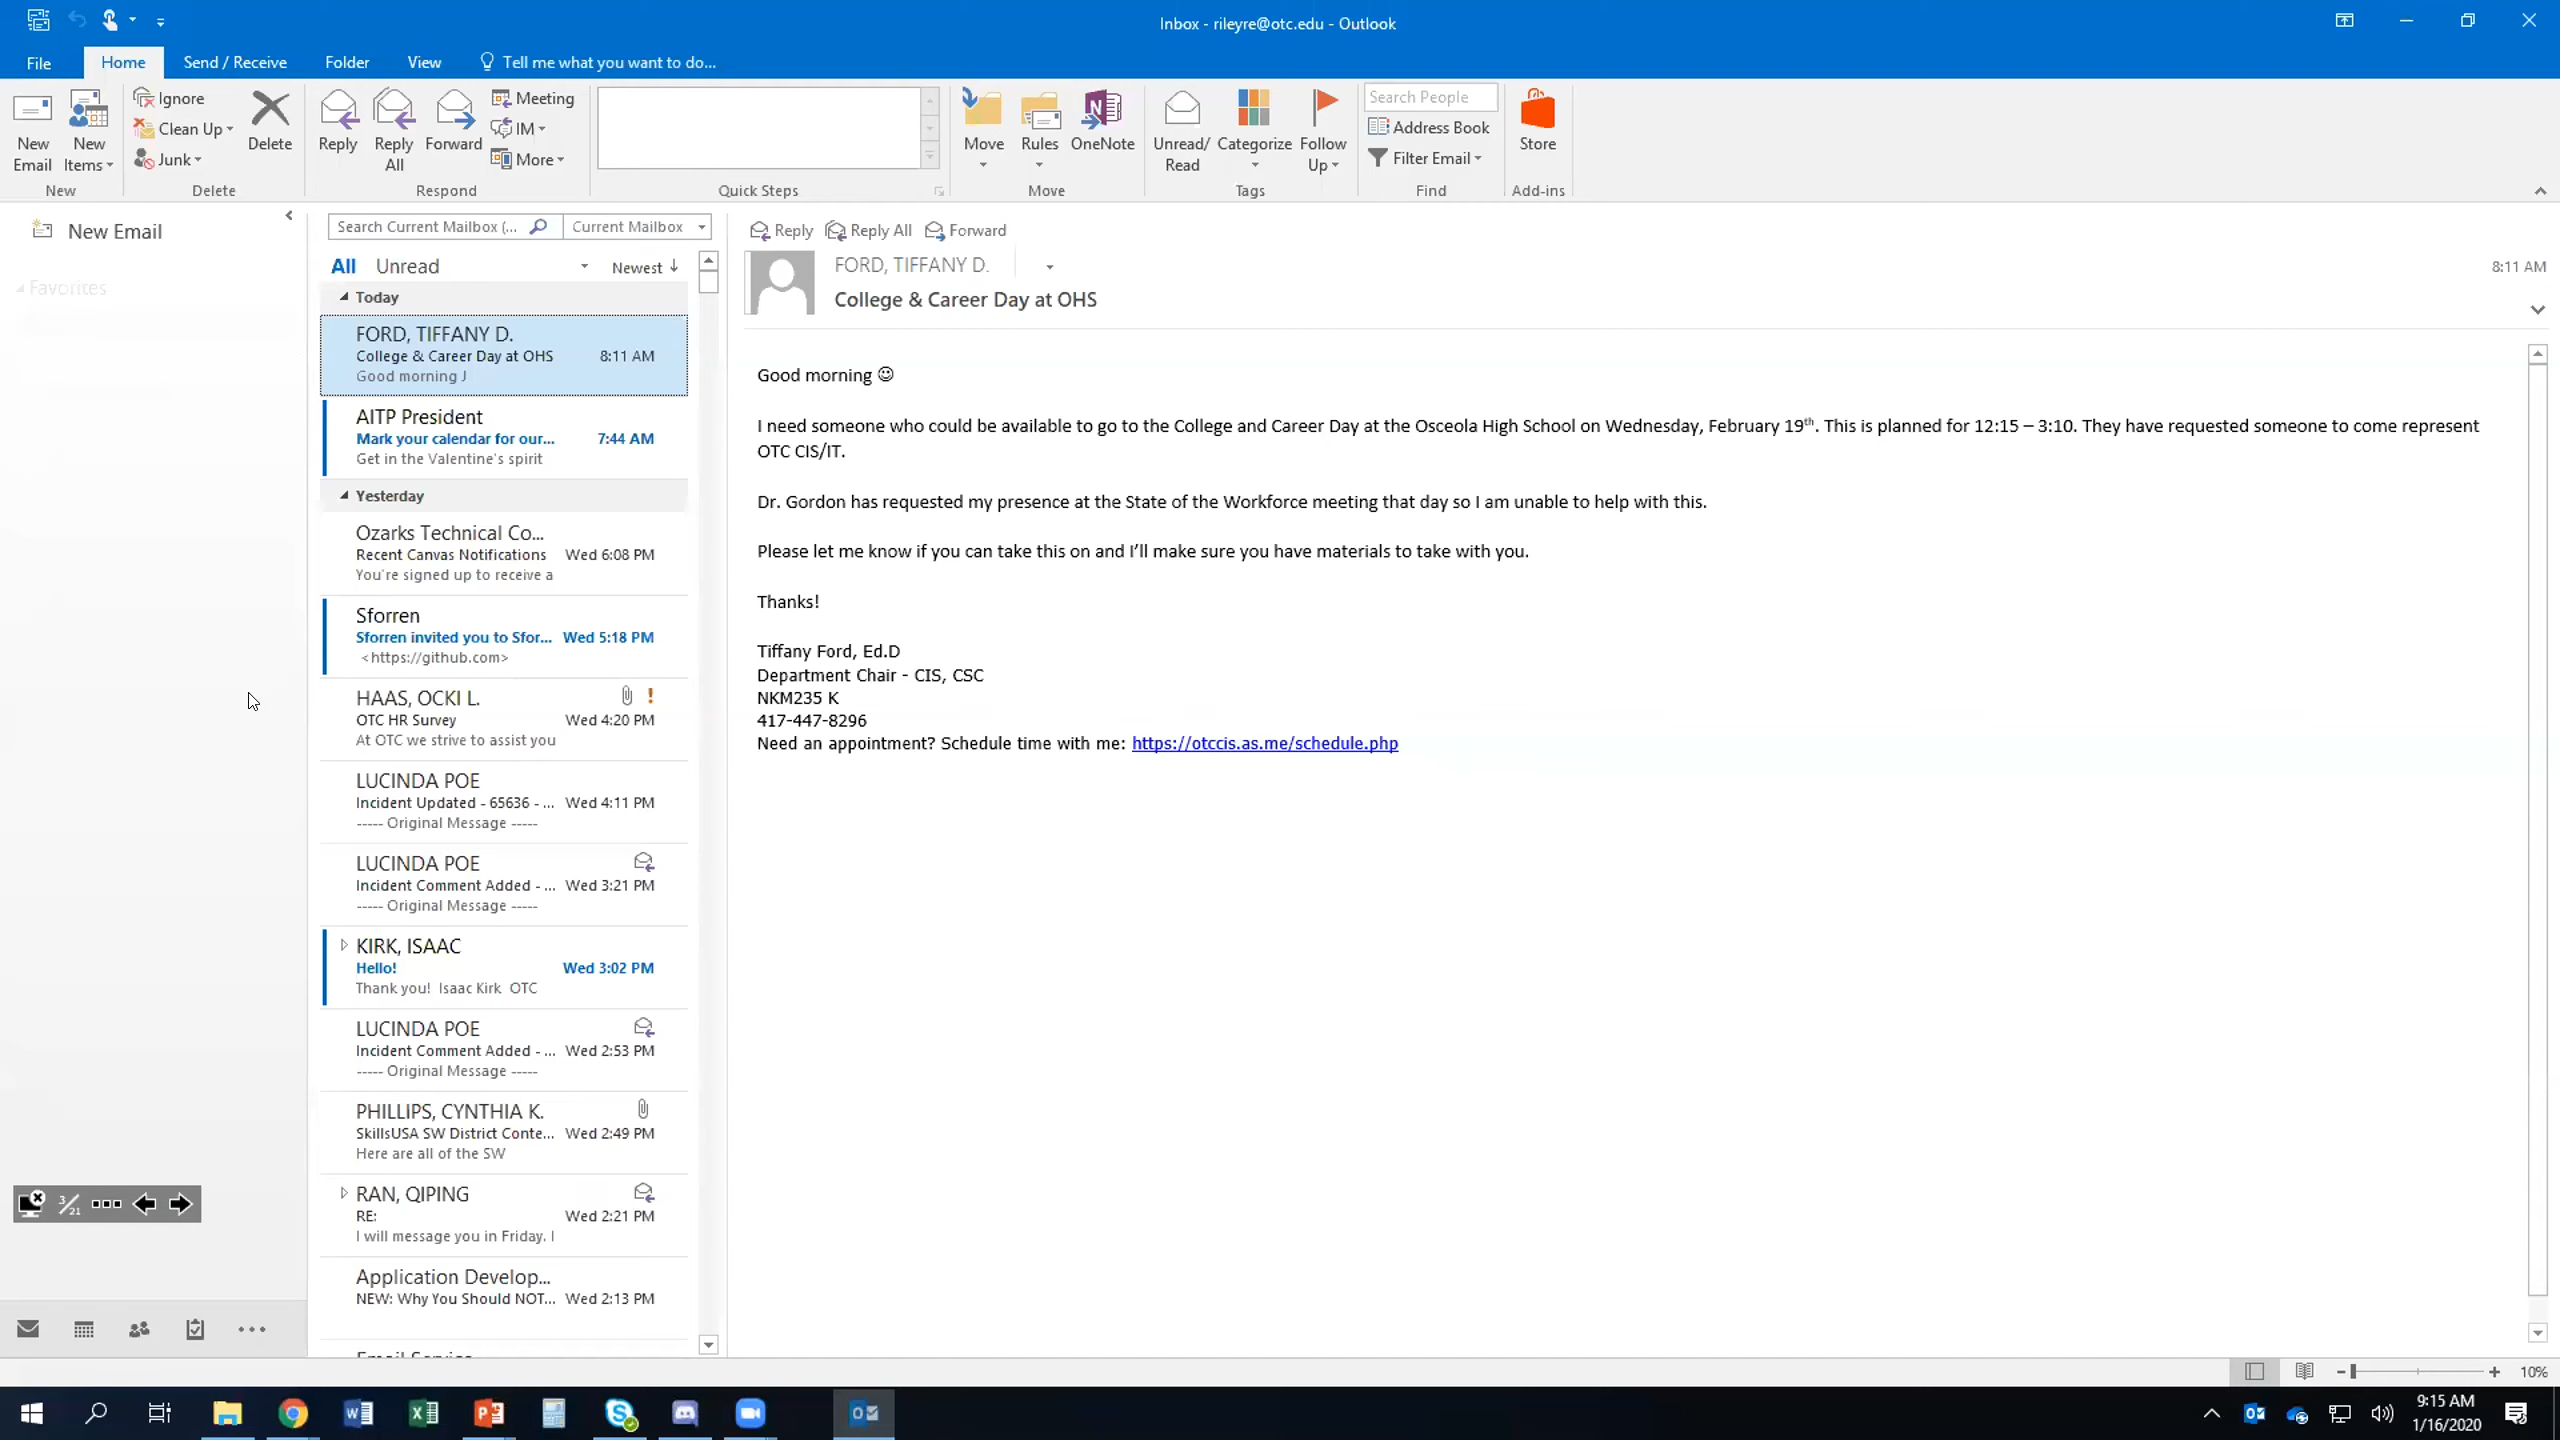 Inbox - rileyre@otc.edu - Outlook
File Home Send / Receive Folder View Tell me what you want to do...
New Email
New Items
New
Ignore
Clean Up
Junk
Delete
Delete
Reply
Reply All
Forward
Meeting
IM
More
Respond
Quick Steps
Move
Rules
OneNote
Move
Unread/ Read
Categorize
Follow Up
Tags
Search People
Address Book
Filter Email
Find
Store
Add-ins
New Email
Favorites
Search Current Mailbox (... Current Mailbox
All Unread Newest
Today
FORD, TIFFANY D.
College & Career Day at OHS 8:11 AM
Good morning J
AITP President
Mark your calendar for our... 7:44 AM
Get in the Valentine's spirit
Yesterday
Ozarks Technical Co...
Recent Canvas Notifications Wed 6:08 PM
You're signed up to receive a
Sforren
Sforren invited you to Sfor... Wed 5:18 PM
<https://github.com>
HAAS, OCKI L. !
OTC HR Survey Wed 4:20 PM
At OTC we strive to assist you
LUCINDA POE
Incident Updated - 65636 - ... Wed 4:11 PM
----- Original Message -----
LUCINDA POE
Incident Comment Added - ... Wed 3:21 PM
----- Original Message -----
KIRK, ISAAC
Hello! Wed 3:02 PM
Thank you! Isaac Kirk OTC
LUCINDA POE
Incident Comment Added - ... Wed 2:53 PM
----- Original Message -----
PHILLIPS, CYNTHIA K.
SkillsUSA SW District Conte... Wed 2:49 PM
Here are all of the SW
RAN, QIPING
RE: Wed 2:21 PM
I will message you in Friday. I
Application Develop...
NEW: Why You Should NOT... Wed 2:13 PM
Email Service
Reply Reply All Forward
FORD, TIFFANY D. 8:11 AM
College & Career Day at OHS
Good morning ☺
I need someone who could be available to go to the College and Career Day at the Osceola High School on Wednesday, February 19th. This is planned for 12:15 – 3:10. They have requested someone to come represent
OTC CIS/IT.
Dr. Gordon has requested my presence at the State of the Workforce meeting that day so I am unable to help with this.
Please let me know if you can take this on and I'll make sure you have materials to take with you.
Thanks!
Tiffany Ford, Ed.D
Department Chair - CIS, CSC
NKM235 K
417-447-8296
Need an appointment? Schedule time with me: https://otccis.as.me/schedule.php
3/21
10%
9:15 AM
1/16/2020